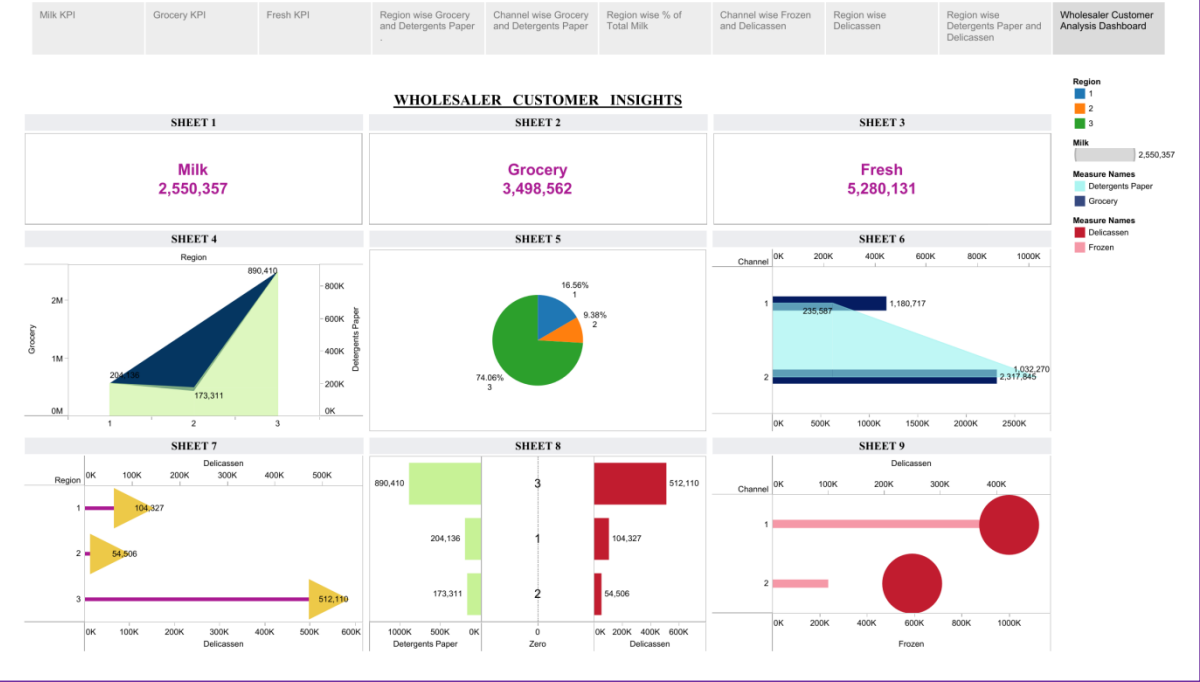 Milk KPI
Grocery KPI
Fresh KPI
Region wise Grocery
and Detergents Paper
.
Channel wise Grocery
and Detergents Paper
Region wise % of
Total Milk
Channel wise Frozen
and Delicassen
Region wise
Delicassen
Region wise
Detergents Paper and
Delicassen
Wholesaler Customer
Analysis Dashboard
WHOLESALER CUSTOMER INSIGHTS
SHEET 1
Milk
2,550,357
SHEET 2
Grocery
3,498,562
SHEET 3
Fresh
5,280,131
Region
1
2
3
Milk
2,550,357
Measure Names
Detergents Paper
Grocery
Measure Names
Delicassen
Frozen
SHEET 4
Region
890,410
2M
1M
0M
Grocery
800K
600K
400K
200K
0K
Detergents Paper
204,136
173,311
1 2 3
SHEET 5
16.56%
1
9.38%
2
74.06%
3
SHEET 6
Channel
0K 200K 400K 600K 800K 1000K
1
1,180,717
235,587
2
1,032,270
2,317,845
0K 500K 1000K 1500K 2000K 2500K
SHEET 7
Delicassen
Region
0K 100K 200K 300K 400K 500K
1 104,327
2 54,506
3 512,110
0K 100K 200K 300K 400K 500K 600K
Delicassen
SHEET 8
890,410 3 512,110
204,136 1 104,327
173,311 2 54,506
1000K 500K 0K 0 0K 200K 400K 600K
Detergents Paper Zero Delicassen
SHEET 9
Delicassen
Channel
0K 100K 200K 300K 400K
1
2
0K 200K 400K 600K 800K 1000K
Frozen